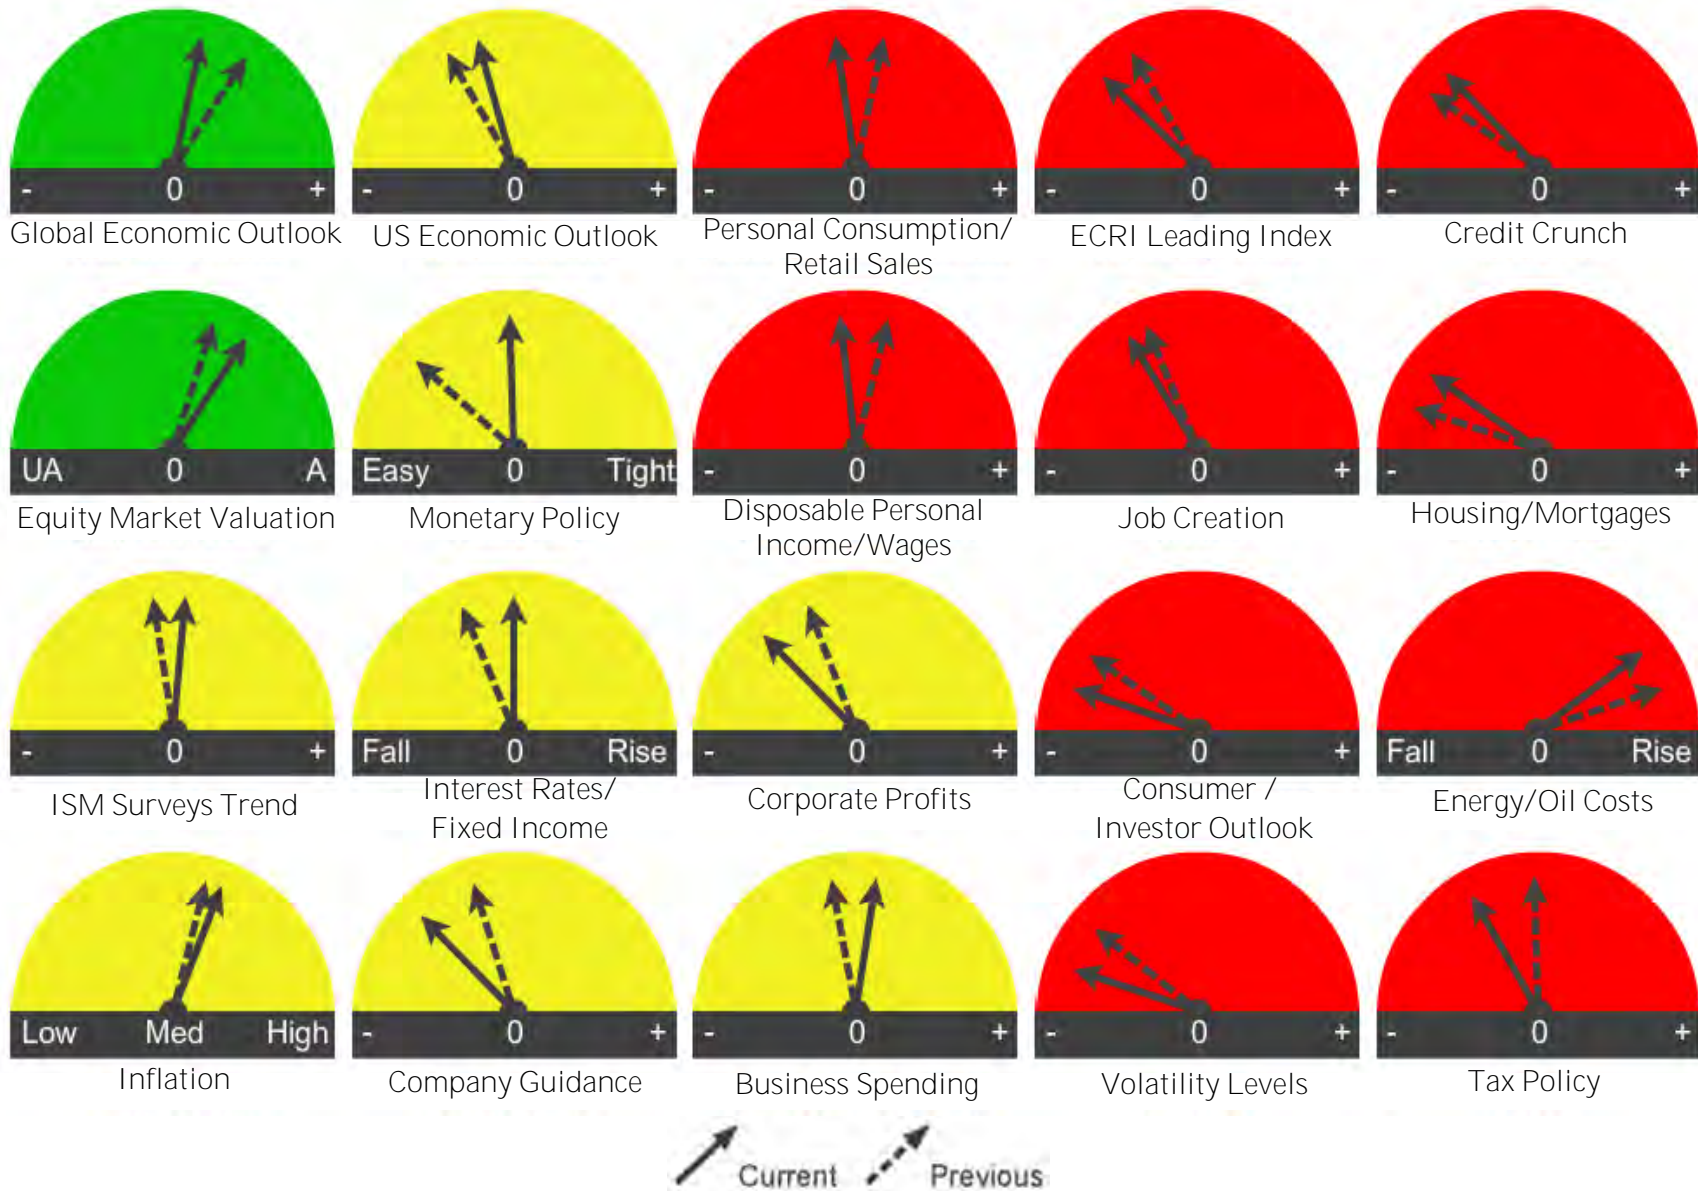 - 0 +
Global Economic Outlook
- 0 +
US Economic Outlook
- 0 +
Personal Consumption/
Retail Sales
- 0 +
ECRI Leading Index
- 0 +
Credit Crunch
UA 0 A
Equity Market Valuation
Easy 0 Tight
Monetary Policy
- 0 +
Disposable Personal
Income/Wages
- 0 +
Job Creation
- 0 +
Housing/Mortgages
- 0 +
ISM Surveys Trend
Fall 0 Rise
Interest Rates/
Fixed Income
- 0 +
Corporate Profits
- 0 +
Consumer /
Investor Outlook
Fall 0 Rise
Energy/Oil Costs
Low Med High
Inflation
- 0 +
Company Guidance
- 0 +
Business Spending
- 0 +
Volatility Levels
- 0 +
Tax Policy
Current Previous